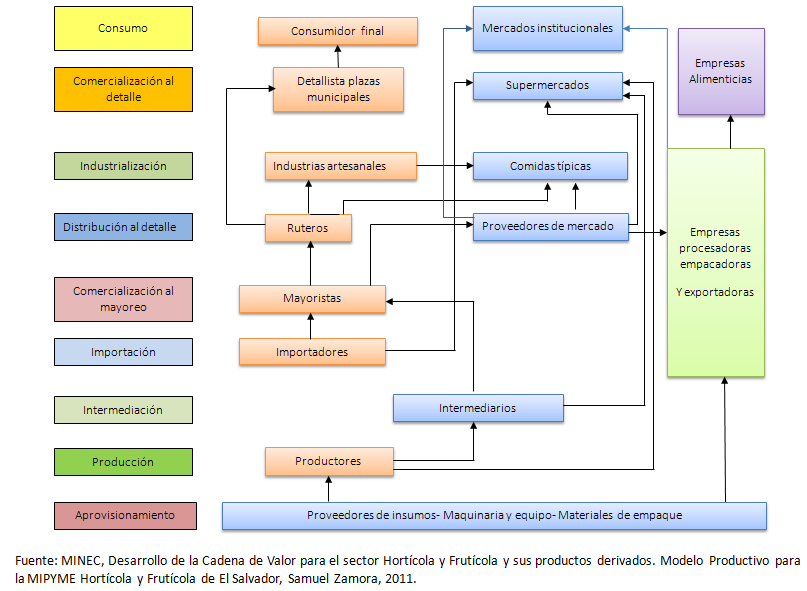 Consumo
Consumidor final
Mercados institucionales
Empresas
Alimenticias
Comercialización al
detalle
Detallista plazas
municipales
Supermercados
Industrialización
Industrias artesanales
Comidas típicas
Distribución al detalle
Ruteros
Proveedores de mercado
Empresas
procesadoras
empacadoras
Y exportadoras
Comercialización al
mayoreo
Mayoristas
Importación
Importadores
Intermediación
Intermediarios
Producción
Productores
Aprovisionamiento
Proveedores de insumos- Maquinaria y equipo- Materiales de empaque
Fuente: MINEC, Desarrollo de la Cadena de Valor para el sector Hortícola y Frutícola y sus productos derivados. Modelo Productivo para
la MIPYME Hortícola y Frutícola de El Salvador, Samuel Zamora, 2011.